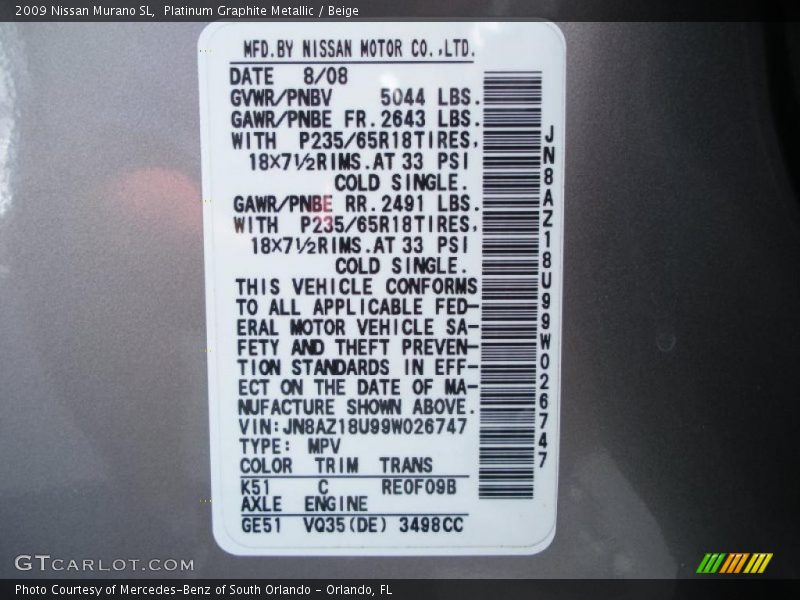 2009 Nissan Murano SL,  Platinum Graphite Metallic / Beige
MFD.BY NISSAN MOTOR CO.,LTD.
DATE 8/08
GVWR/PNBV 5044 LBS.
GAWR/PNBE FR.2643 LBS.
WITH P235/65R18TIRES,
18×7½RIMS.AT 33 PSI
COLD SINGLE.
GAWR/PNBE RR.2491 LBS.
WITH P235/65R18TIRES,
18×7½RIMS.AT 33 PSI
COLD SINGLE.
THIS VEHICLE CONFORMS
TO ALL APPLICABLE FED-
ERAL MOTOR VEHICLE SA-
FETY AND THEFT PREVEN-
TION STANDARDS IN EFF-
ECT ON THE DATE OF MA-
NUFACTURE SHOWN ABOVE.
VIN:JN8AZ18U99W026747
TYPE: MPV
COLOR TRIM TRANS
K51 C RE0F09B
AXLE ENGINE
GE51 VQ35(DE) 3498CC
JN8AZ18U99W026747
GTCARLOT.COM
Photo Courtesy of Mercedes-Benz of South Orlando - Orlando, FL